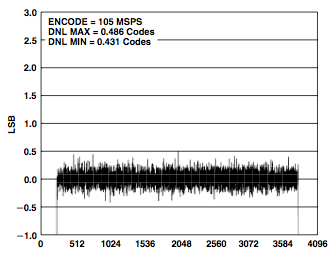 ENCODE = 105 MSPS
DNL MAX = 0.486 Codes
DNL MIN = 0.431 Codes
LSB
3.0
2.5
2.0
1.5
1.0
0.5
0.0
−0.5
−1.0
0 512 1024 1536 2048 2560 3072 3584 4096